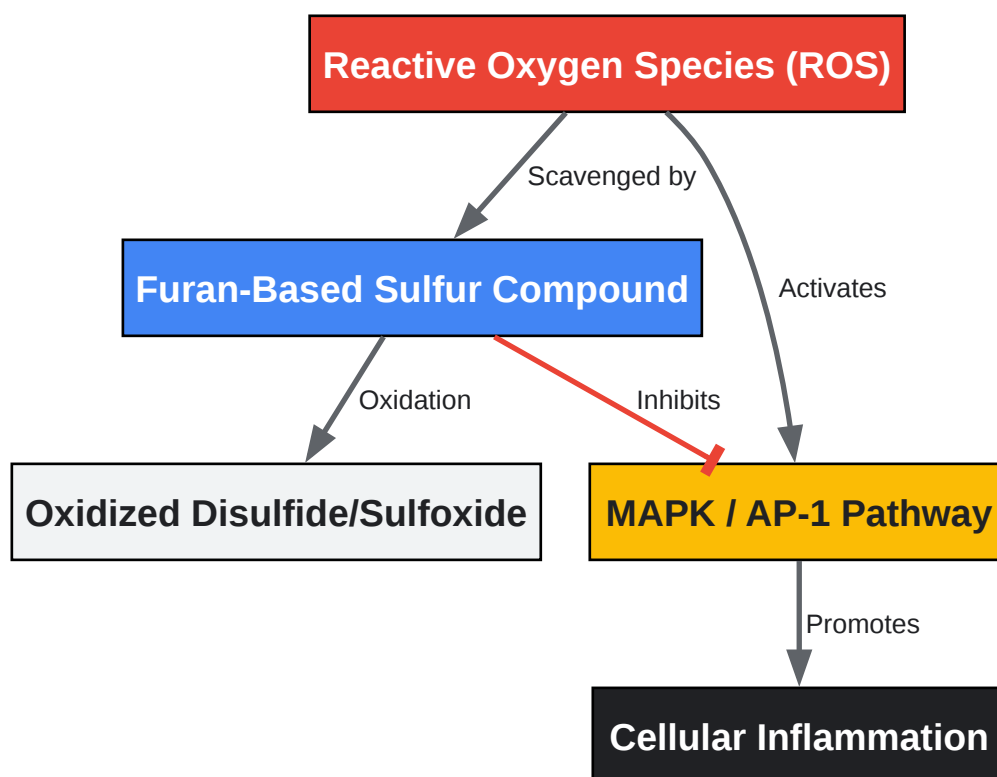 Reactive Oxygen Species (ROS)
Scavenged by
Furan-Based Sulfur Compound
Activates
Oxidation
Inhibits
Oxidized Disulfide/Sulfoxide
MAPK / AP-1 Pathway
Promotes
Cellular Inflammation